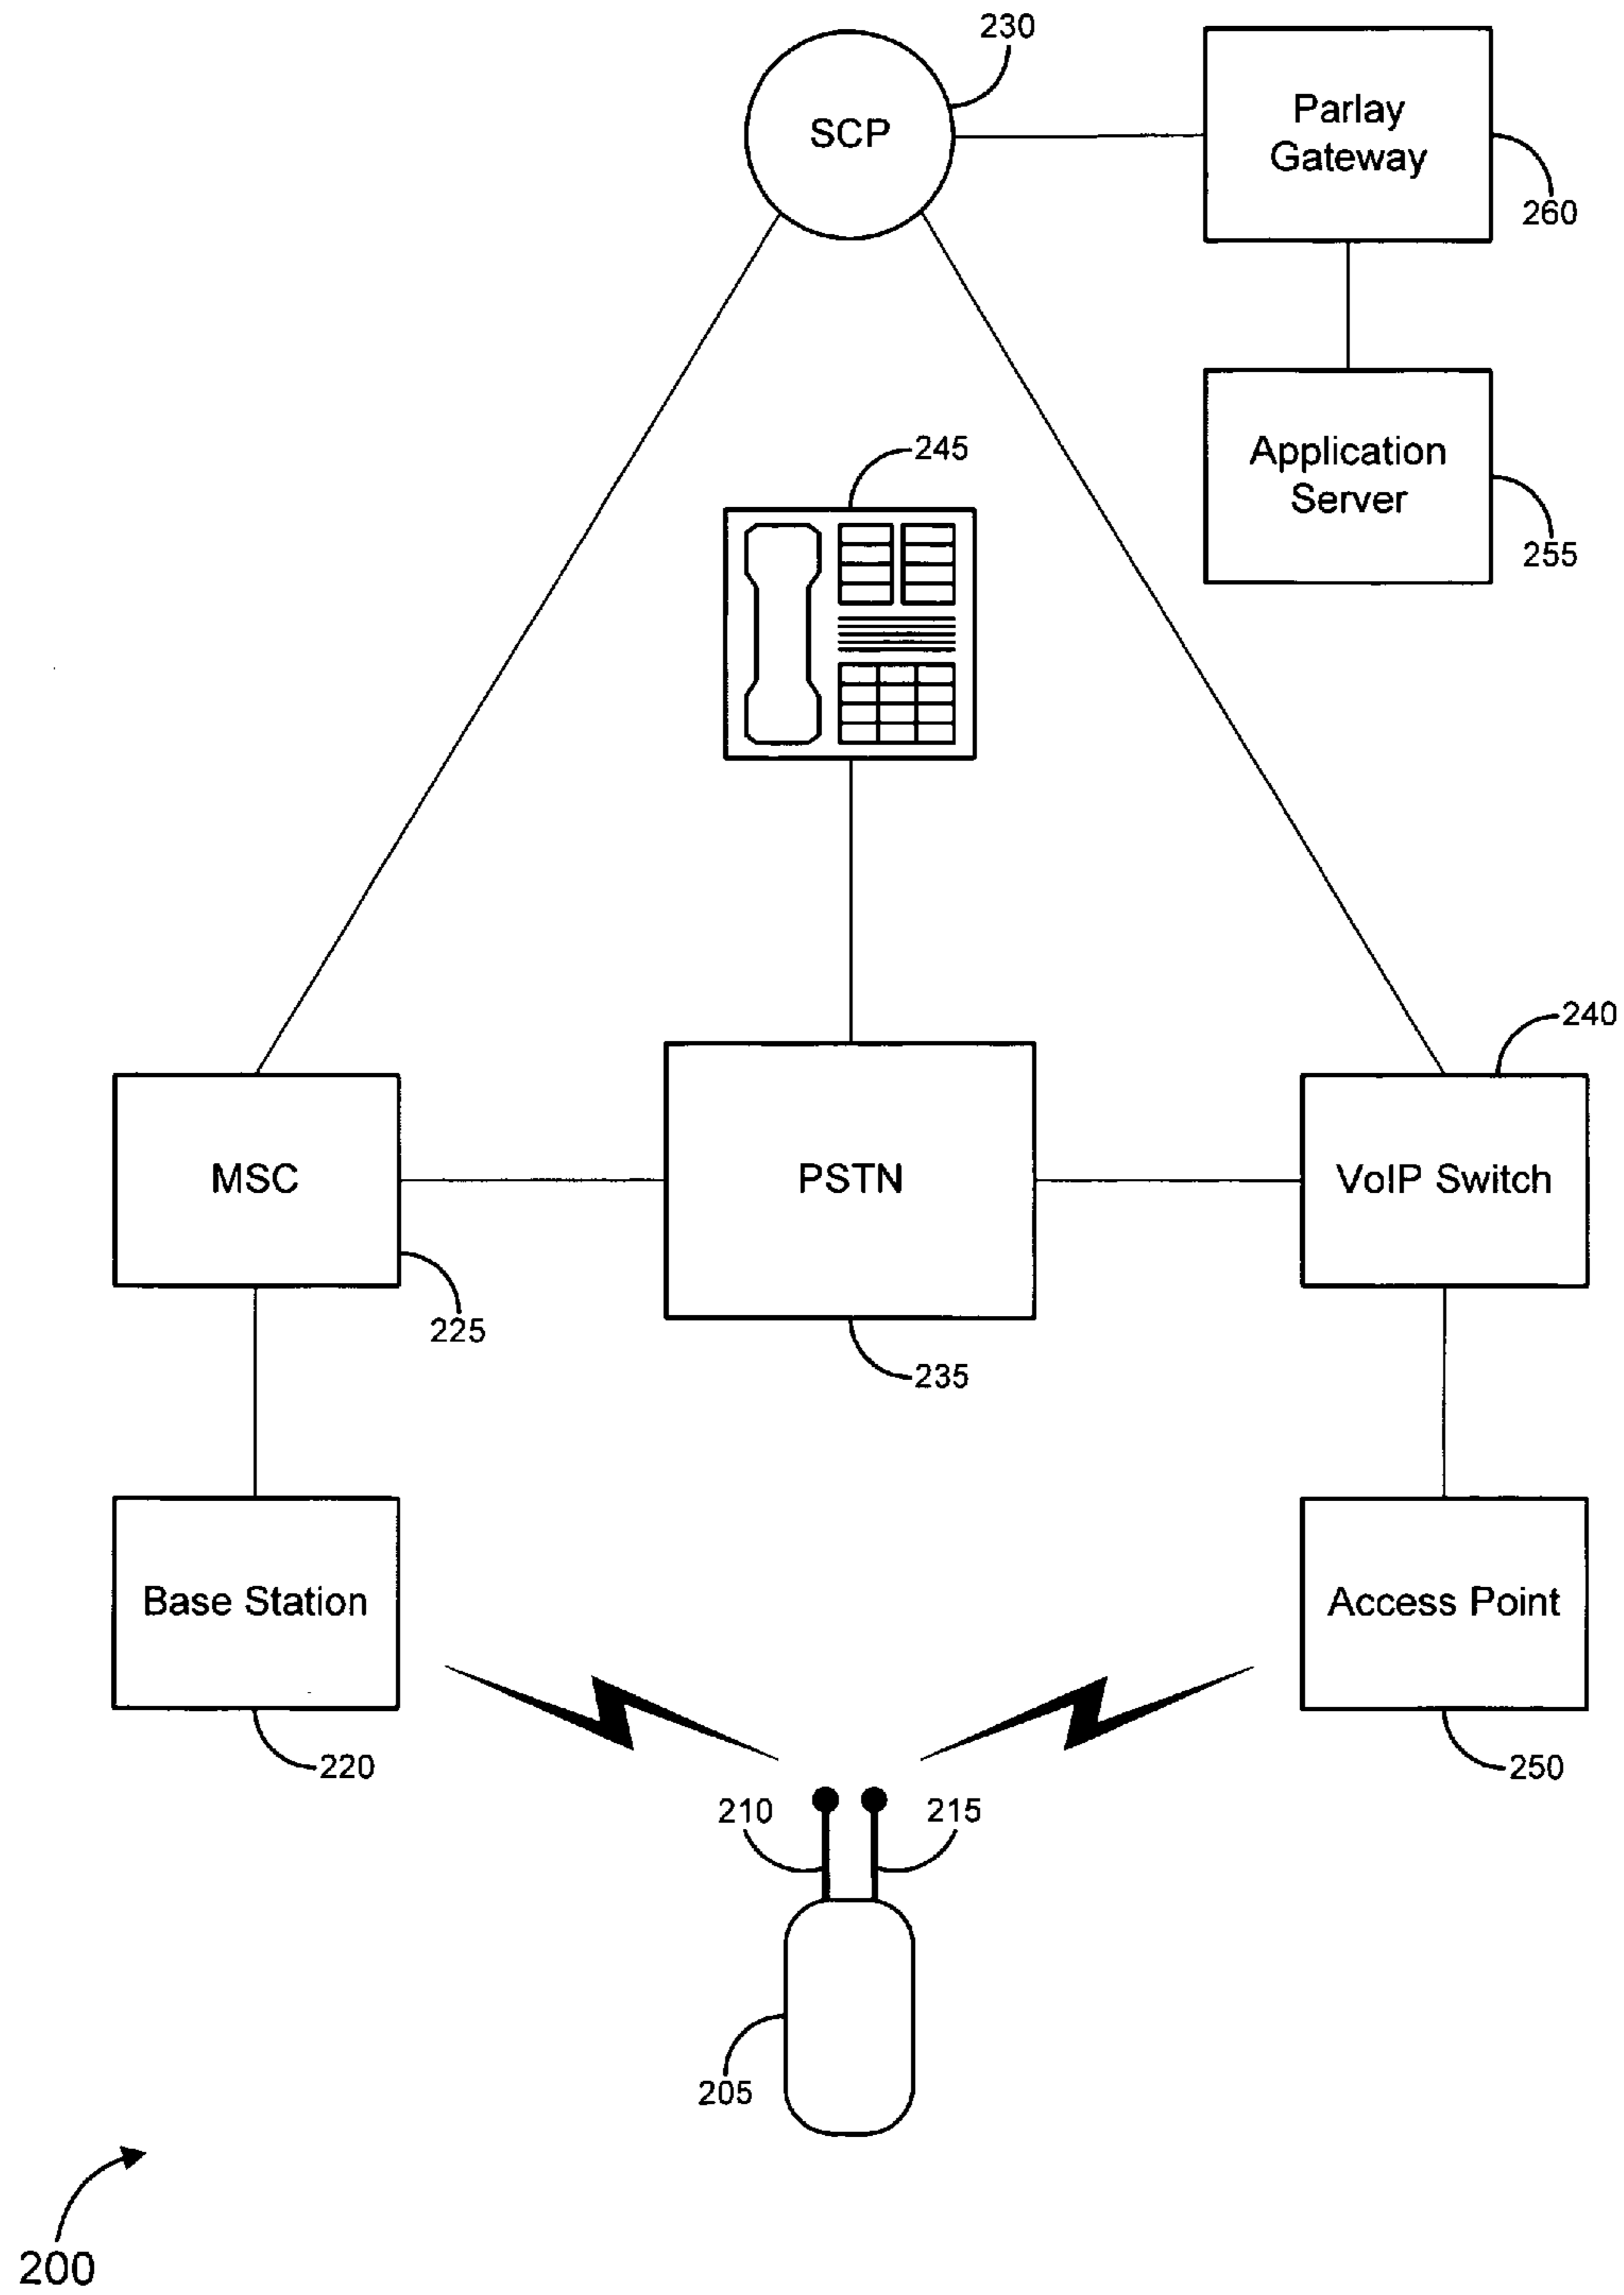 230
SCP
Parlay
Gateway
260
Application
Server
255
245
240
MSC
PSTN
VoIP Switch
225
235
Base Station
Access Point
220
250
210
215
205
200